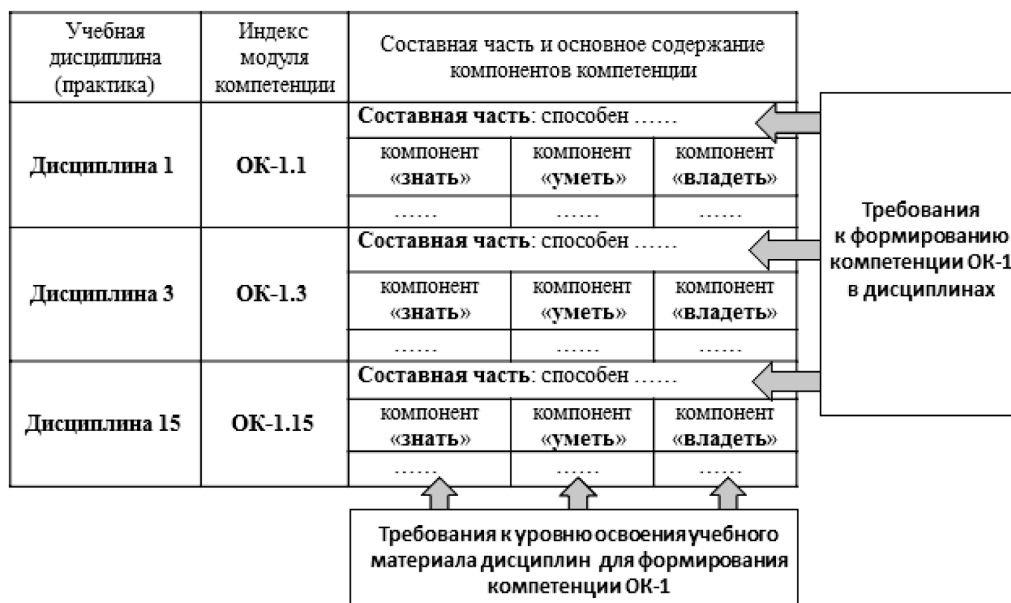 Учебная
дисциплина
(практика)
Индекс
модуля
компетенции
Составная часть и основное содержание
компонентов компетенции
Дисциплина 1
ОК-1.1
Составная часть: способен ……
компонент
«знать»
компонент
«уметь»
компонент
«владеть»
……
……
……
Дисциплина 3
ОК-1.3
Составная часть: способен ……
компонент
«знать»
компонент
«уметь»
компонент
«владеть»
……
……
……
Дисциплина 15
ОК-1.15
Составная часть: способен ……
компонент
«знать»
компонент
«уметь»
компонент
«владеть»
……
……
……
Требования
к формированию
компетенции ОК-1
в дисциплинах
Требования к уровню освоения учебного
материала дисциплин для формирования
компетенции ОК-1